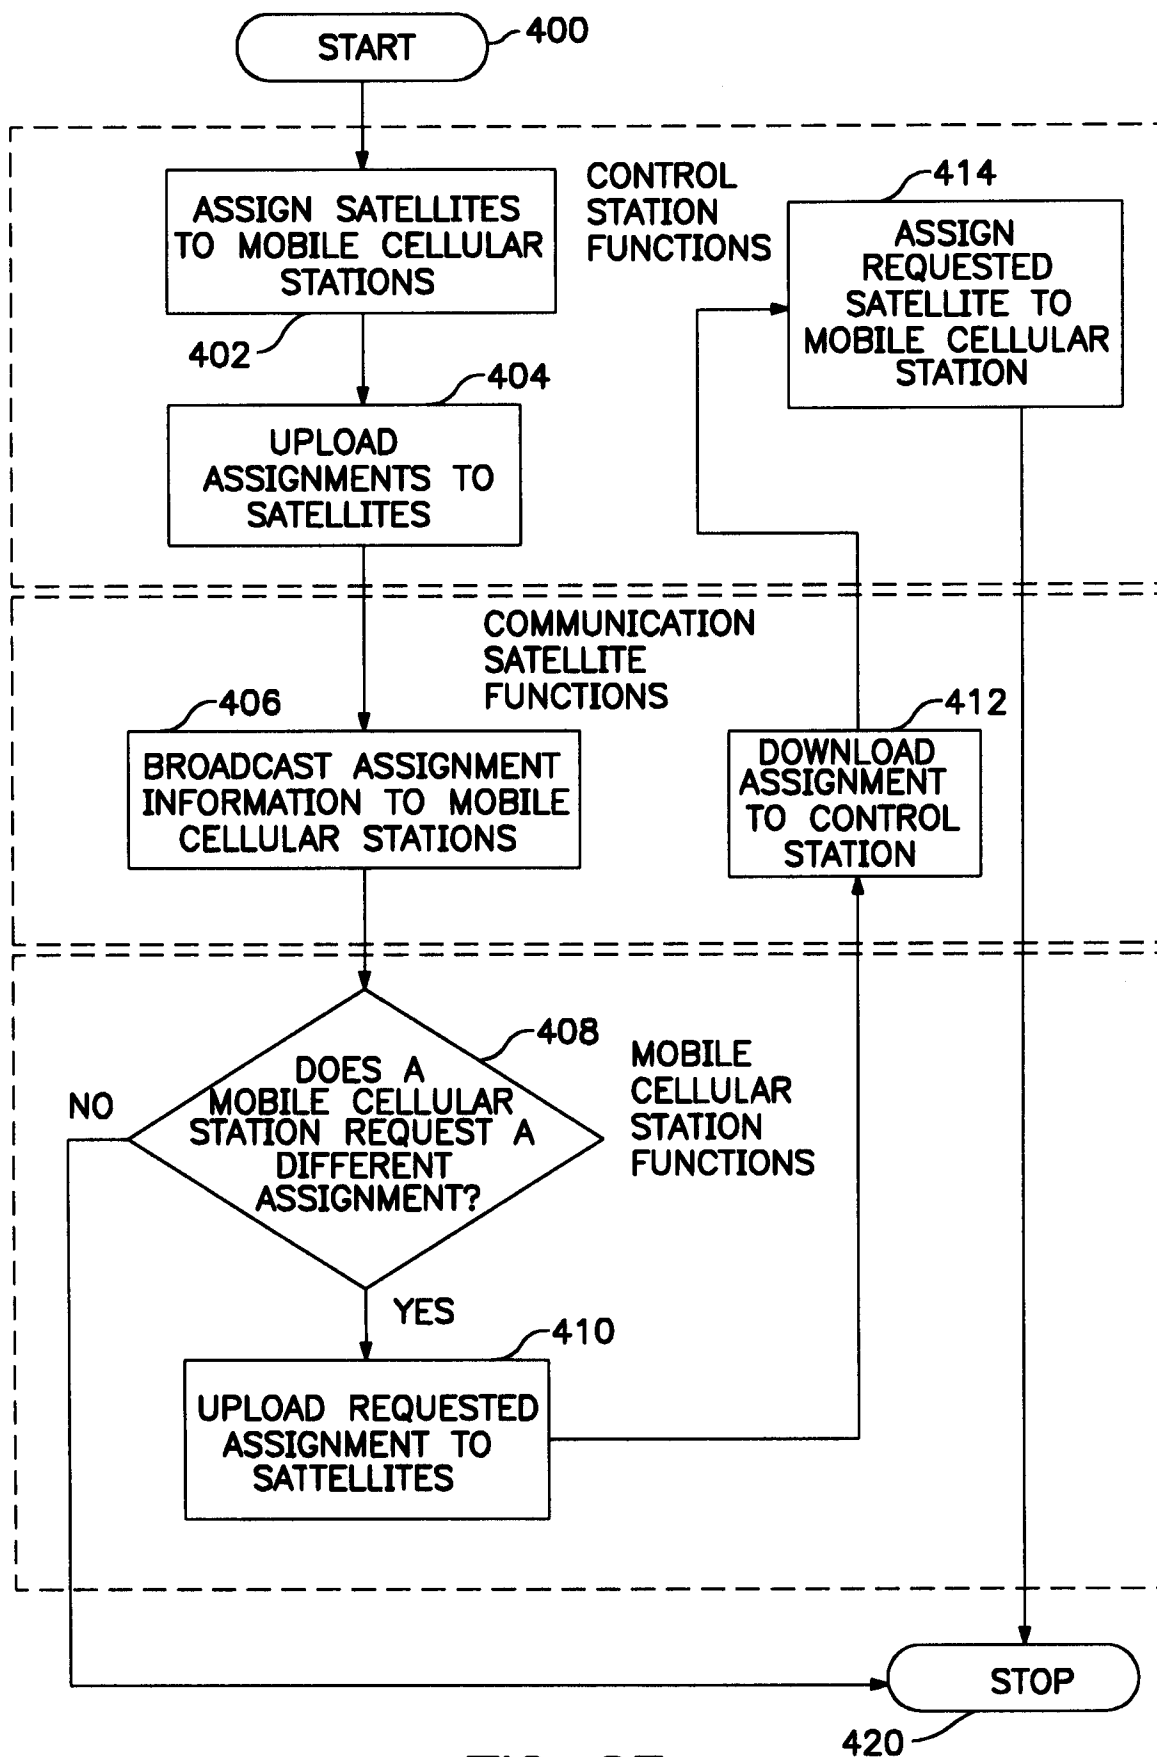 START
400
ASSIGN SATELLITES
TO MOBILE CELLULAR
STATIONS
402
CONTROL
STATION
FUNCTIONS
414
ASSIGN
REQUESTED
SATELLITE TO
MOBILE CELLULAR
STATION
404
UPLOAD
ASSIGNMENTS TO
SATELLITES
COMMUNICATION
SATELLITE
FUNCTIONS
406
BROADCAST ASSIGNMENT
INFORMATION TO MOBILE
CELLULAR STATIONS
412
DOWNLOAD
ASSIGNMENT
TO CONTROL
STATION
408
DOES A
MOBILE CELLULAR
STATION REQUEST A
DIFFERENT
ASSIGNMENT?
NO
MOBILE
CELLULAR
STATION
FUNCTIONS
YES
410
UPLOAD REQUESTED
ASSIGNMENT TO
SATTELLITES
STOP
420